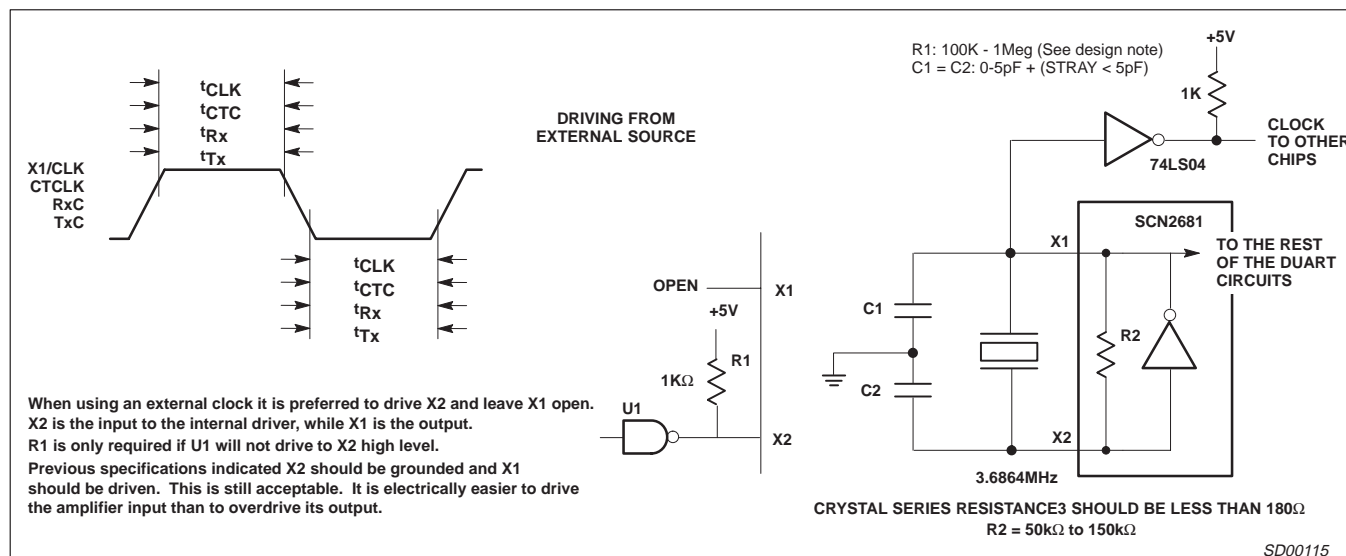 tCLK
tCTC
tRx
tTx
X1/CLK
CTCLK
RxC
TxC
tCLK
tCTC
tRx
tTx
When using an external clock it is preferred to drive X2 and leave X1 open.
X2 is the input to the internal driver, while X1 is the output.
R1 is only required if U1 will not drive to X2 high level.
Previous specifications indicated X2 should be grounded and X1
should be driven. This is still acceptable. It is electrically easier to drive
the amplifier input than to overdrive its output.
DRIVING FROM
EXTERNAL SOURCE
OPEN
X1
+5V
R1
1KΩ
U1
X2
R1: 100K - 1Meg (See design note)
C1 = C2: 0-5pF + (STRAY < 5pF)
+5V
1K
CLOCK
TO OTHER
CHIPS
74LS04
SCN2681
X1
TO THE REST
OF THE DUART
CIRCUITS
C1
R2
C2
X2
3.6864MHz
CRYSTAL SERIES RESISTANCE3 SHOULD BE LESS THAN 180Ω
R2 = 50kΩ to 150kΩ
SD00115